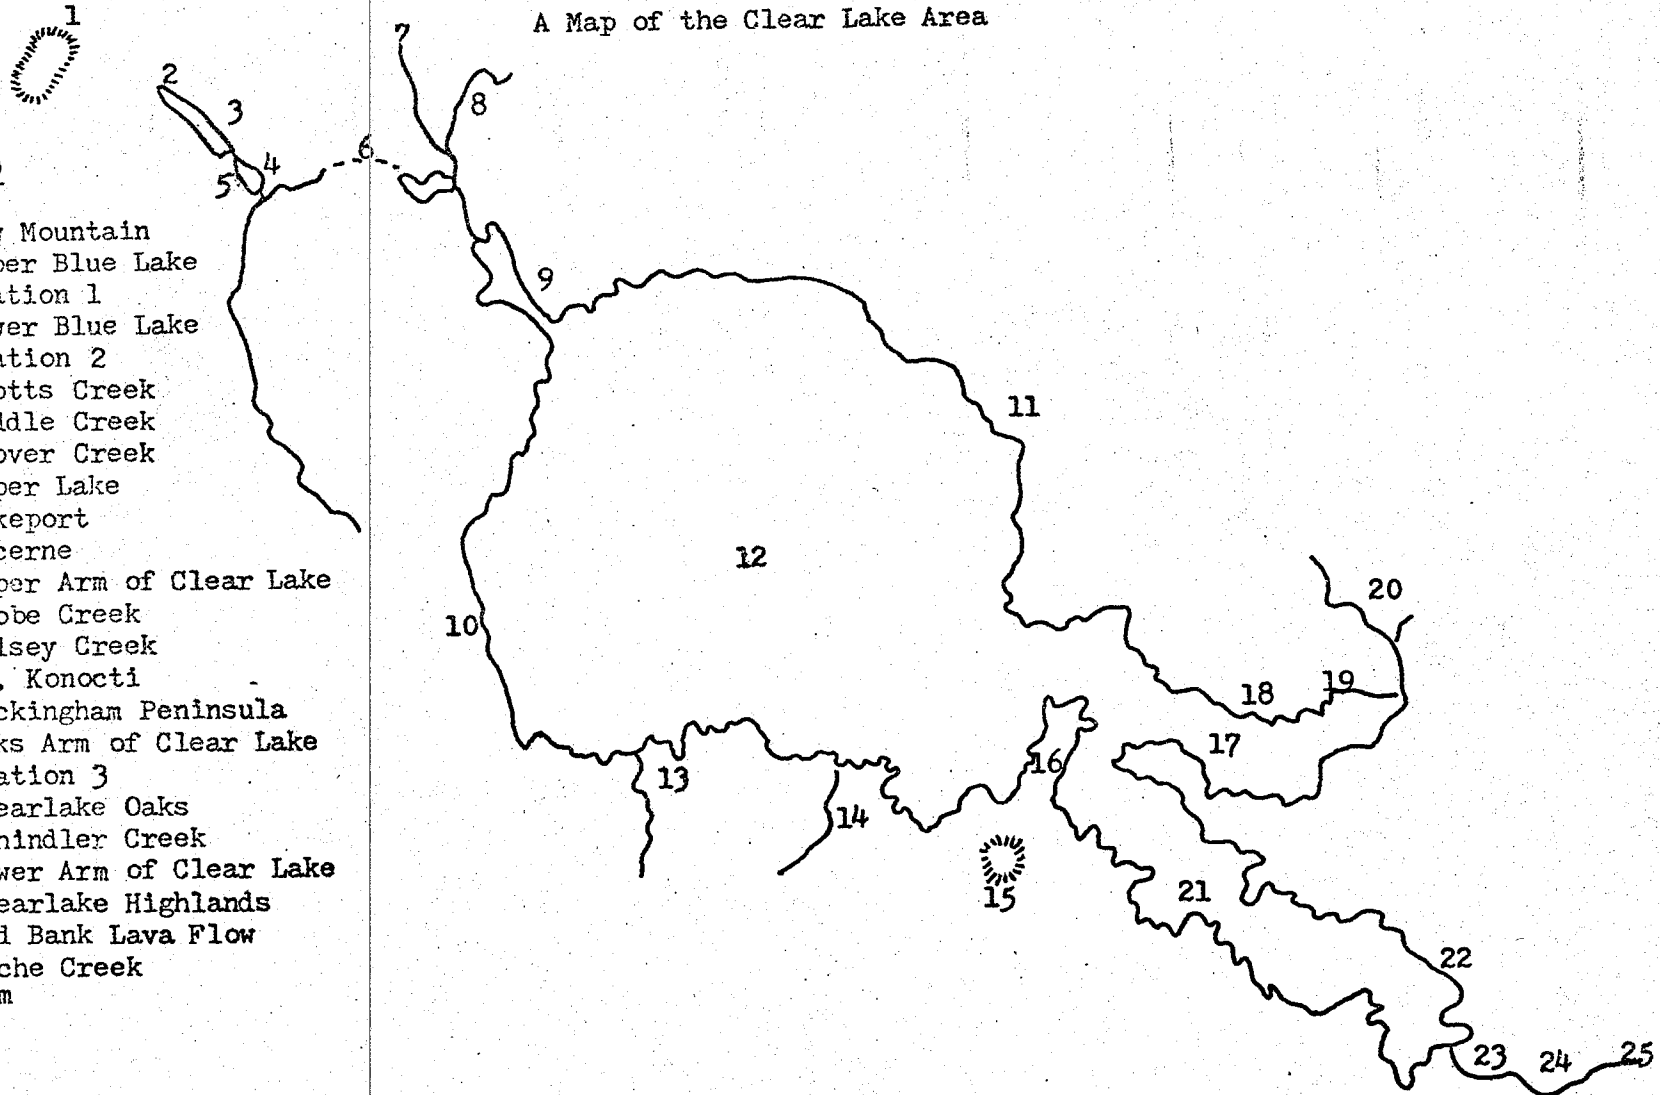 A Map of the Clear Lake Area
1
2
3
4
5
6
7
8
9
10
11
12
13
14
15
16
17
18
19
20
21
22
23
24
25
w Mountain
per Blue Lake
ation 1
wer Blue Lake
ation 2
otts Creek
ddle Creek
over Creek
per Lake
keport
cerne
per Arm of Clear Lake
obe Creek
lsey Creek
. Konocti
ckingham Peninsula
ks Arm of Clear Lake
ation 3
earlake Oaks
hindler Creek
wer Arm of Clear Lake
earlake Highlands
d Bank Lava Flow
che Creek
m